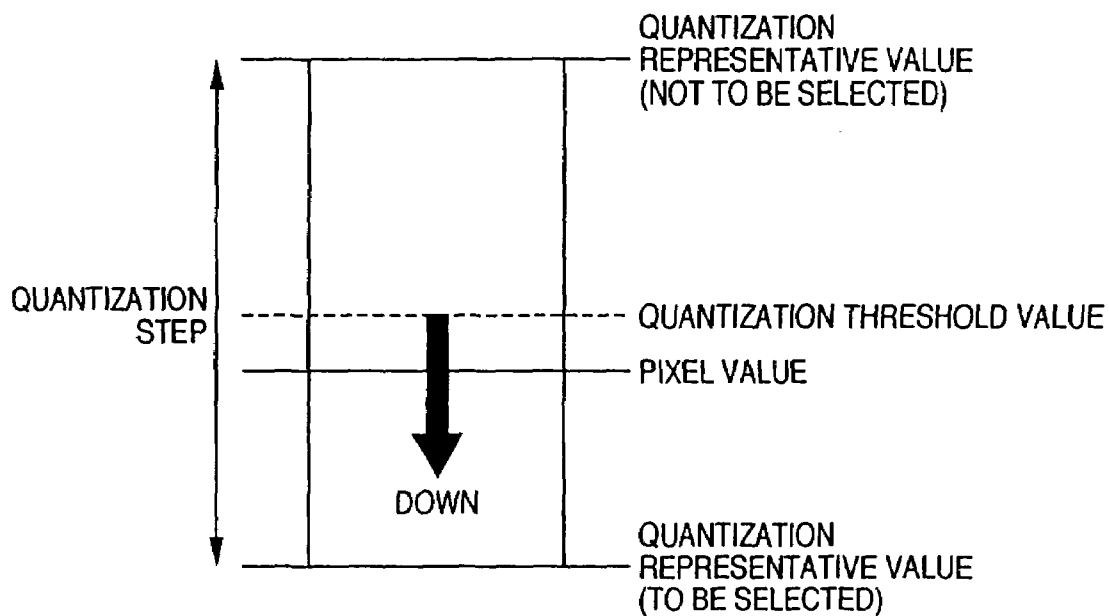 QUANTIZATION
REPRESENTATIVE VALUE
(NOT TO BE SELECTED)
QUANTIZATION
STEP
QUANTIZATION THRESHOLD VALUE
PIXEL VALUE
DOWN
QUANTIZATION
REPRESENTATIVE VALUE
(TO BE SELECTED)